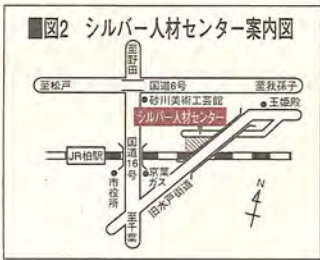 ■図2 シルバー人材センター案内図
至野田
至松戸
国道6号
至我孫子
砂川美術工芸館
玉姫殿
シルバー人材センター
JR柏駅
国道16号
市役所
京葉ガス
旧水戸街道
至千葉
N